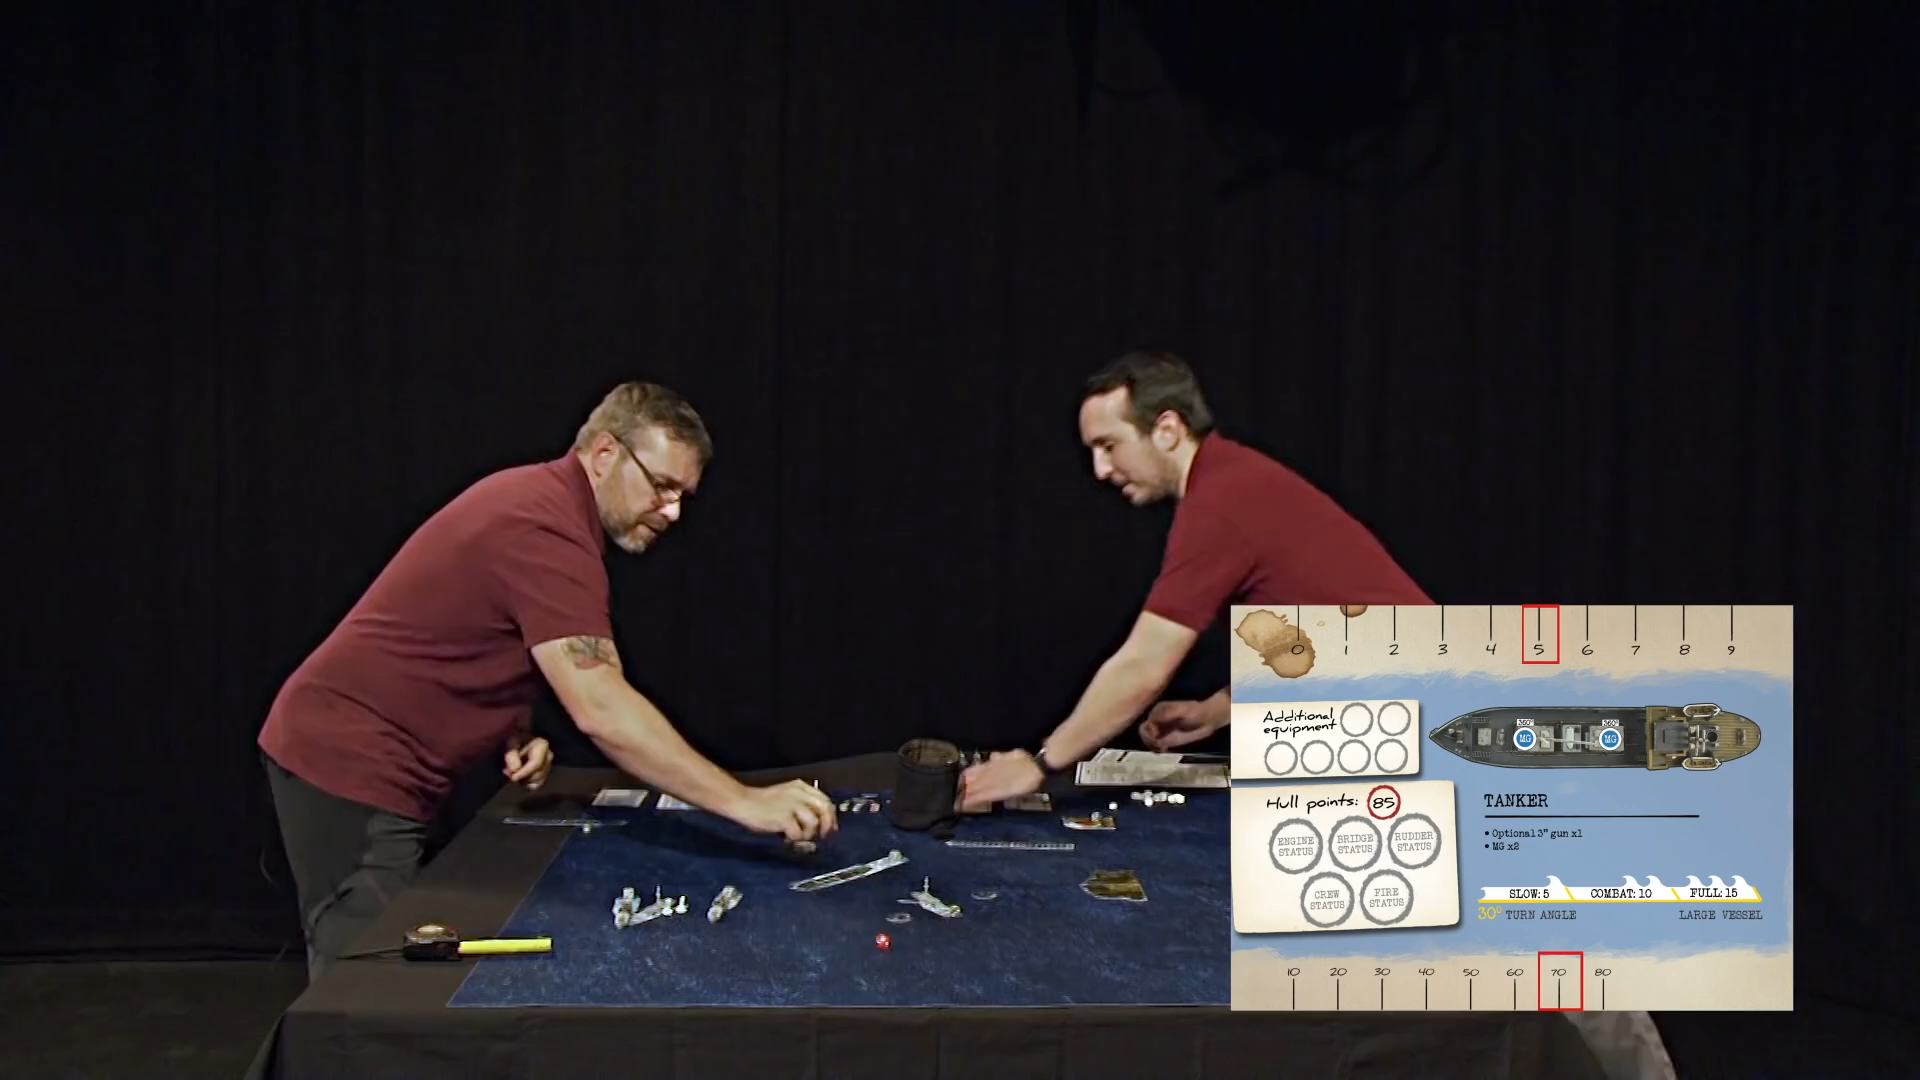 0 1 2 3 4 5 6 7 8 9
Additional
equipment
360° 360°
MG MG
Hull points: 85
ENGINE
STATUS
BRIDGE
STATUS
RUDDER
STATUS
CREW
STATUS
FIRE
STATUS
TANKER
• Optional 3" gun x1
• MG x2
SLOW: 5 COMBAT: 10 FULL: 15
30° TURN ANGLE LARGE VESSEL
10 20 30 40 50 60 70 80